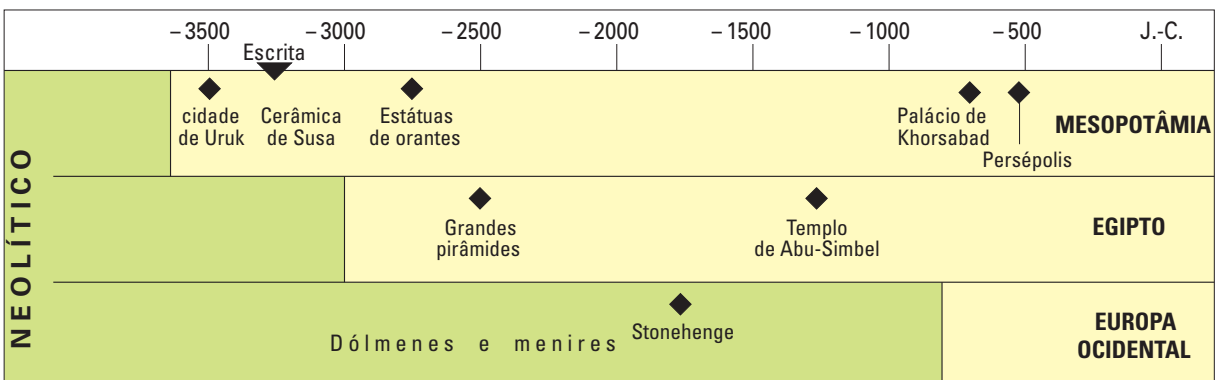 –3500 –3000 –2500 –2000 –1500 –1000 –500 J.-C.
Escrita
cidade
de Uruk
Cerâmica
de Susa
Estátuas
de orantes
Palácio de
Khorsabad
Persépolis
MESOPOTÂMIA
NEOLÍTICO
Grandes
pirâmides
Templo
de Abu-Simbel
EGIPTO
Dólmenes e menires
Stonehenge
EUROPA
OCIDENTAL